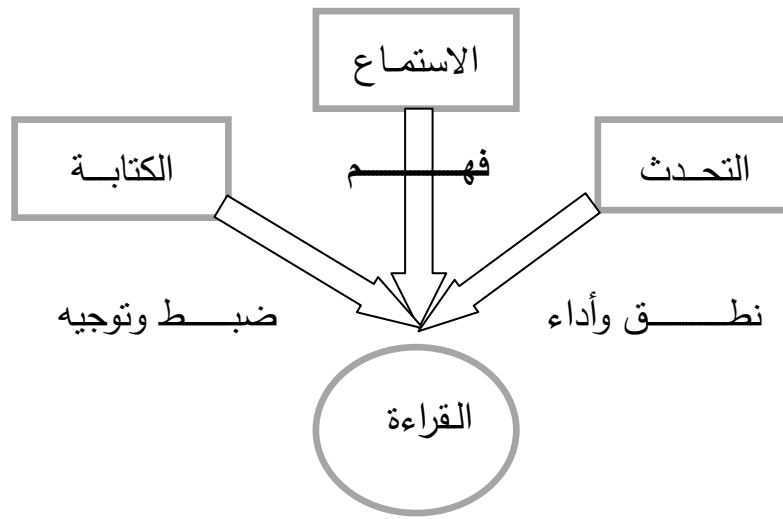 الاستماع
التحدث
الكتابة
فهم
نطق وأداء
ضبط وتوجيه
القراءة